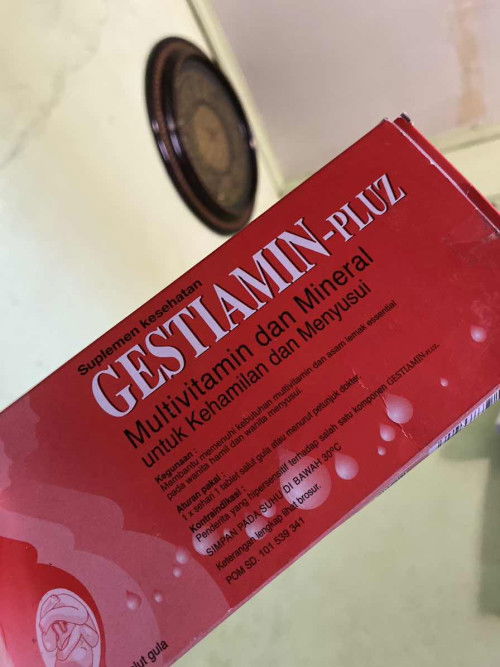 Suplemen kesehatan
GESTIAMIN-PLUZ
Multivitamin dan Mineral
untuk Kehamilan dan Menyusui
Kegunaan :
Membantu memenuhi kebutuhan multivitamin dan asam lemak essential
pada wanita hamil dan wanita menyusui.
Aturan pakai :
1 x sehari 1 tablet salut gula atau menurut petunjuk dokter.
Kontraindikasi :
Penderita yang hipersensitif terhadap salah satu komponen GESTIAMIN-PLUZ.
SIMPAN PADA SUHU DI BAWAH 30°C
Keterangan lengkap lihat brosur.
POM SD. 101 539 341
lut gula